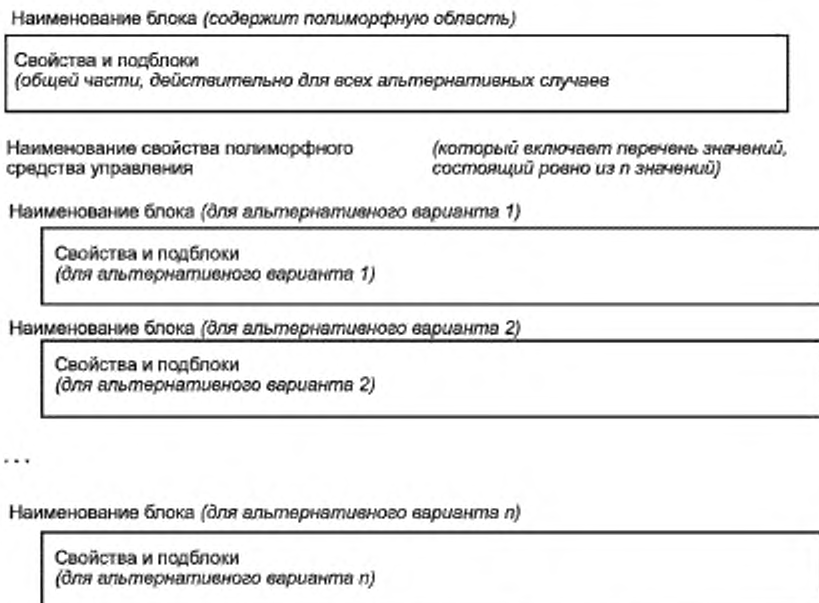 Наименование блока (содержит полиморфную область)
Свойства и подблоки
(общей части, действительно для всех альтернативных случаев
Наименование свойства полиморфного (который включает перечень значений,
средства управления состоящий ровно из n значений)
Наименование блока (для альтернативного варианта 1)
Свойства и подблоки
(для альтернативного варианта 1)
Наименование блока (для альтернативного варианта 2)
Свойства и подблоки
(для альтернативного варианта 2)
...
Наименование блока (для альтернативного варианта n)
Свойства и подблоки
(для альтернативного варианта n)